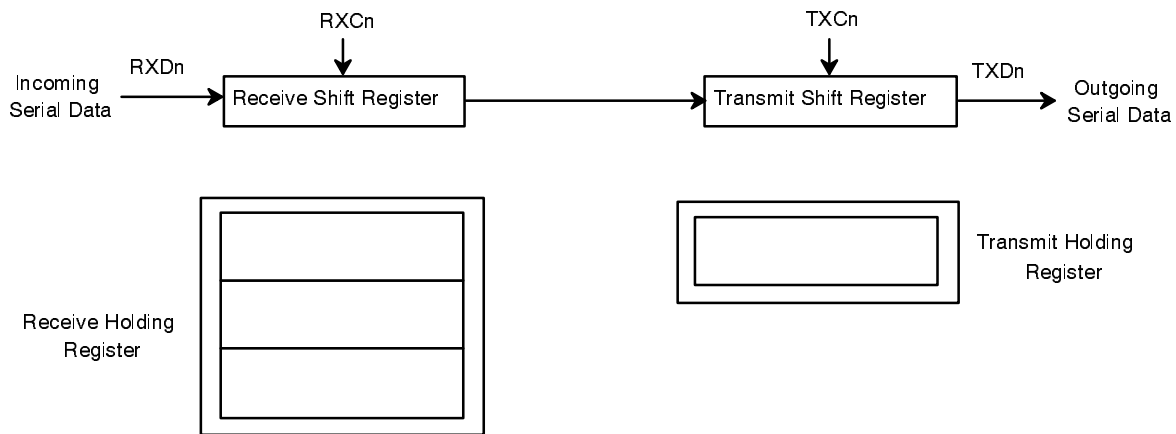 RXCn
TXCn
RXDn
TXDn
Incoming
Serial Data
Receive Shift Register
Transmit Shift Register
Outgoing
Serial Data
Transmit Holding
Register
Receive Holding
Register